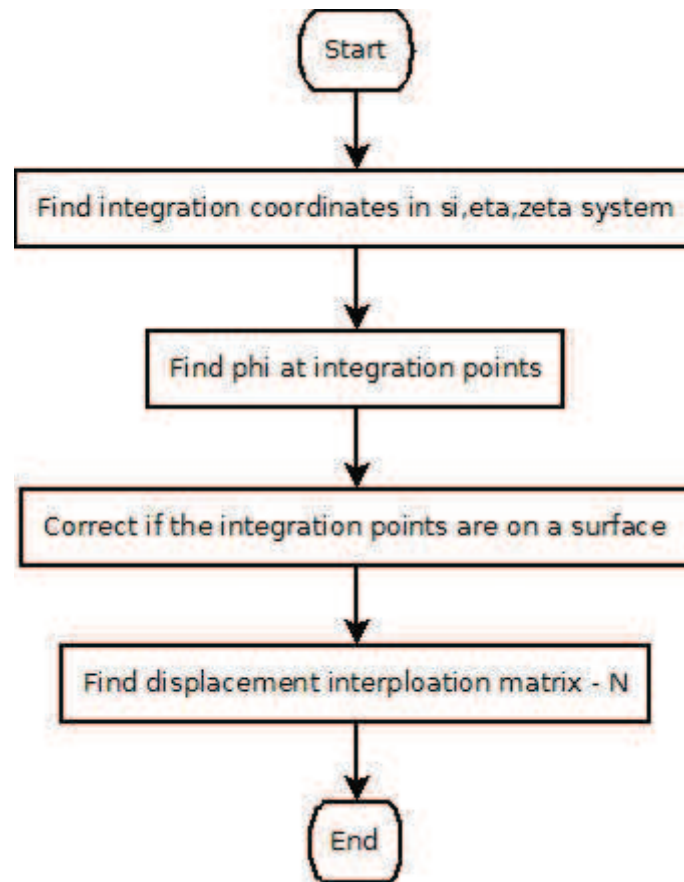 Start
Find integration coordinates in si,eta,zeta system
Find phi at integration points
Correct if the integration points are on a surface
Find displacement interploation matrix - N
End